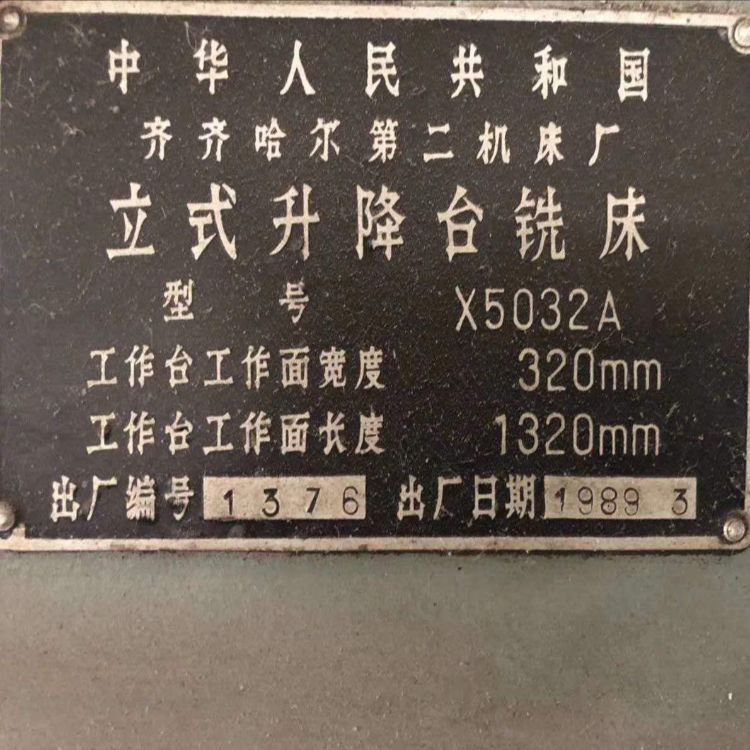 中华人民共和国
齐齐哈尔第二机床厂
立式升降台铣床
型 号 X5032A
工作台工作面宽度 320mm
工作台工作面长度 1320mm
出厂编号 1376 出厂日期 1989 3